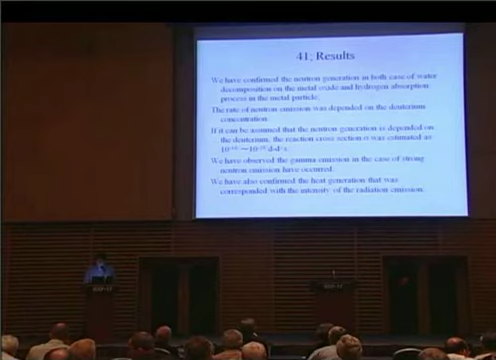 41, Results
We have confirmed the neutron generation in both case of water
decomposition on the metal oxide and hydrogen absorption
process in the metal particle.
The rate of neutron emission was depended on the deuterium
concentration
If it can be assumed that the neutron generation is depended on
the deuterium, the reaction cross section σ was estimated as
We have observed the gamma emission in the case of strong
neutron emission have occurred.
We have also confirmed the heat generation that was
corresponded with the intensity of the radiation emission.